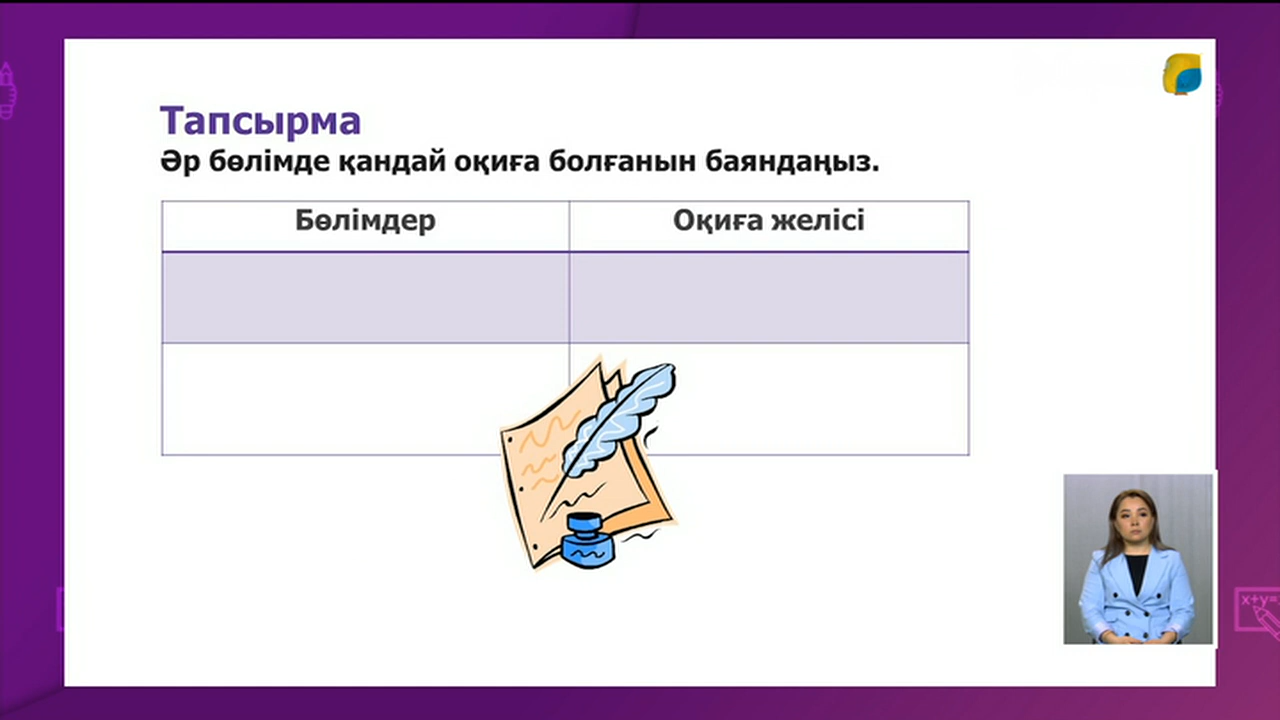 Тапсырма
Әр бөлімде қандай оқиға болғанын баяндаңыз.
Бөлімдер
Оқиға желісі
x+y=